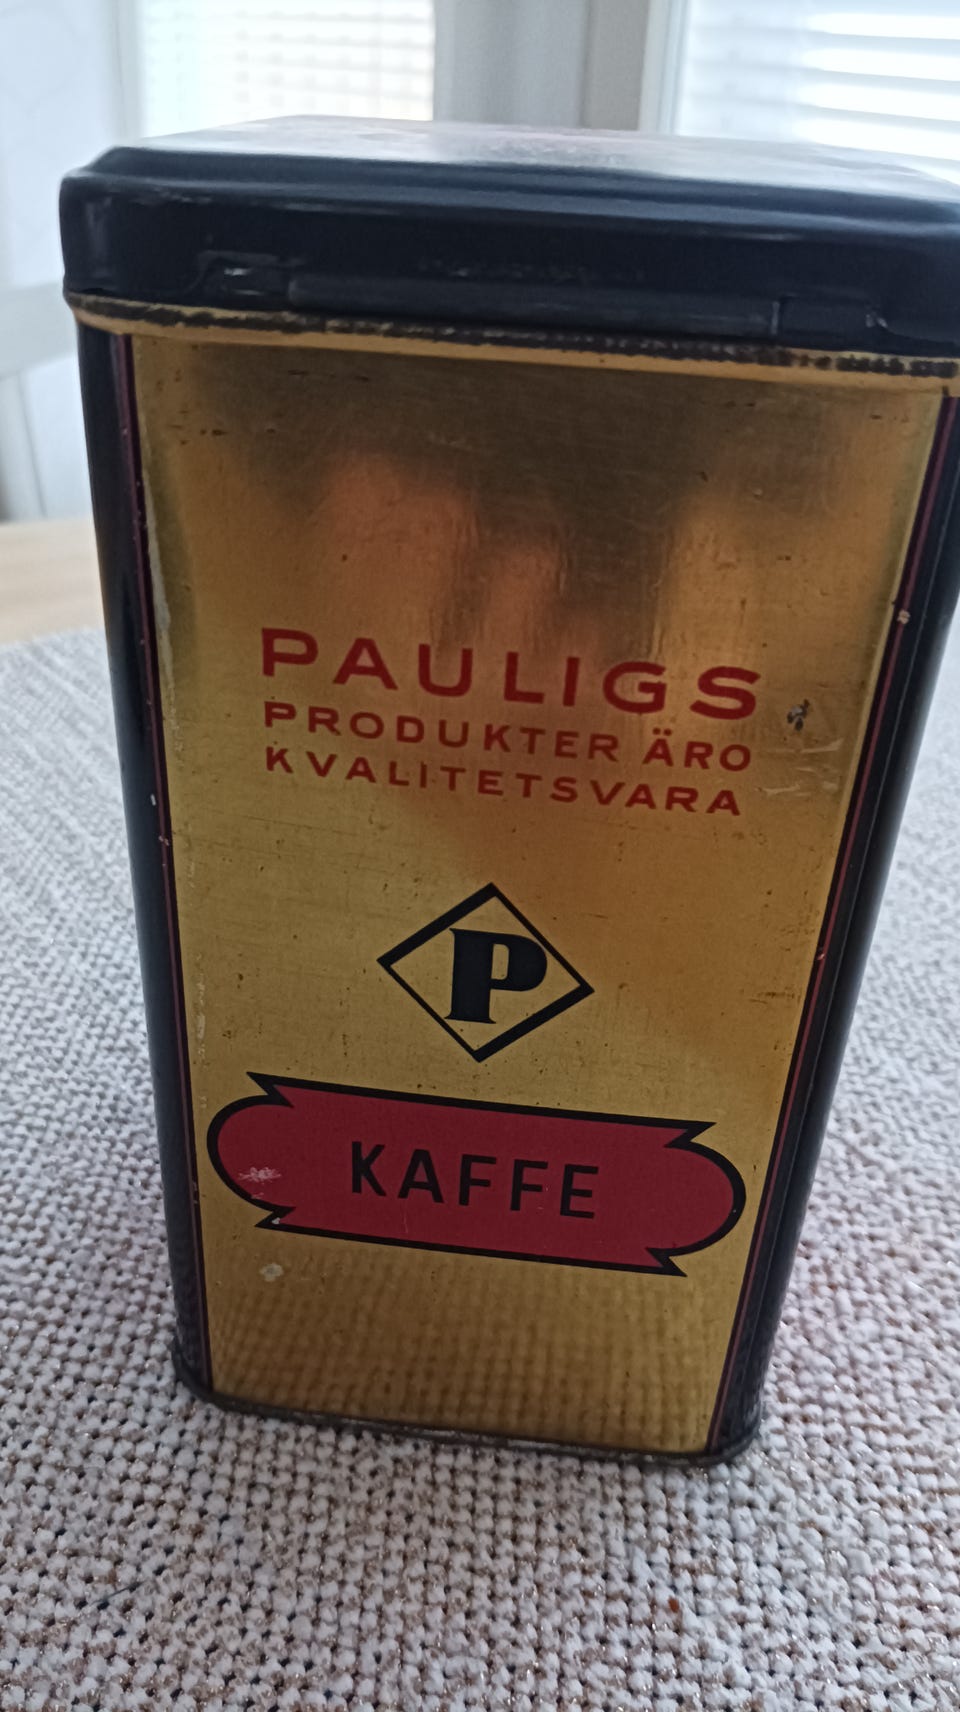 PAULIGS
PRODUKTER ÄRO
KVALITETSVARA
P
KAFFE